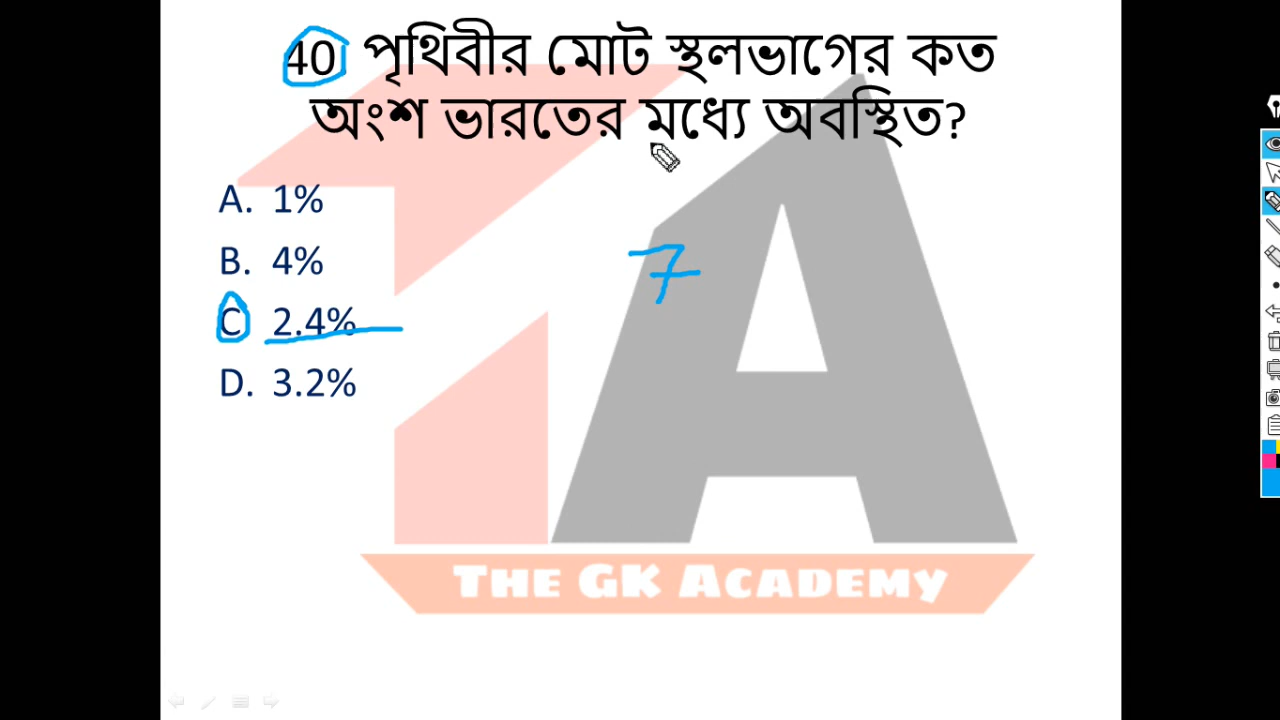 40 পৃথিবীর মোট স্থলভাগের কত
অংশ ভারতের মধ্যে অবস্থিত?
A. 1%
B. 4%
C 2.4%
D. 3.2%
7
THE GK ACADEMY